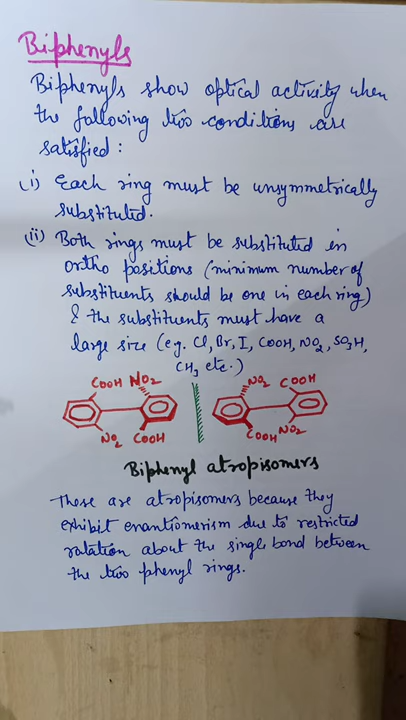 Biphenyls
Biphenyls show optical activity when
the following two conditions are
satisfied :
(i) Each ring must be unsymmetrically
substituted.
(ii) Both rings must be substituted in
ortho positions (minimum number of
substituents should be one in each ring)
& the substituents must have a
large size (eg. Cl, Br, I, COOH, NO2, SO3H,
CH3 etc.)
COOH NO2 NO2 COOH
NO2 COOH COOH NO2
Biphenyl atropisomers
These are atropisomers because they
exhibit enantiomerism due to restricted
rotation about the single bond between
the two phenyl rings.